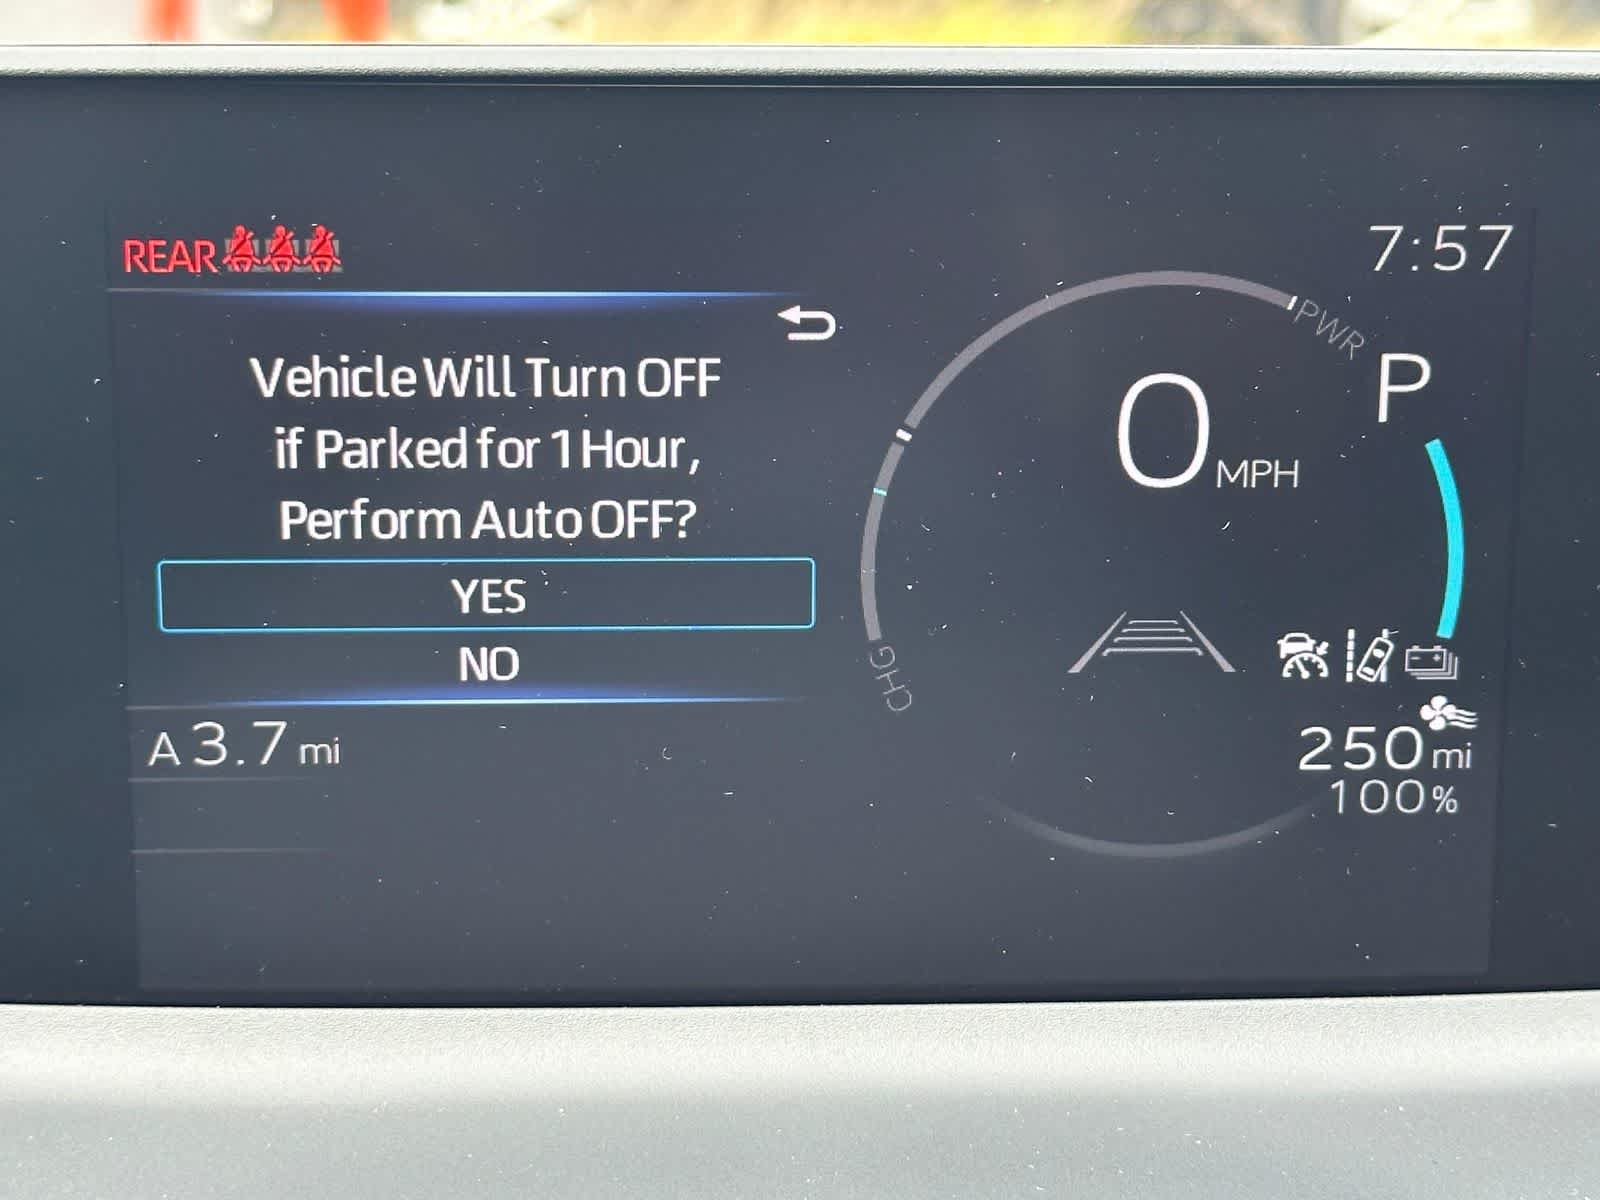 REAR
7:57
Vehicle Will Turn OFF
if Parked for 1 Hour,
Perform Auto OFF?
YES
NO
A 3.7 mi
PWR
P
0 MPH
CHG
250 mi
100%